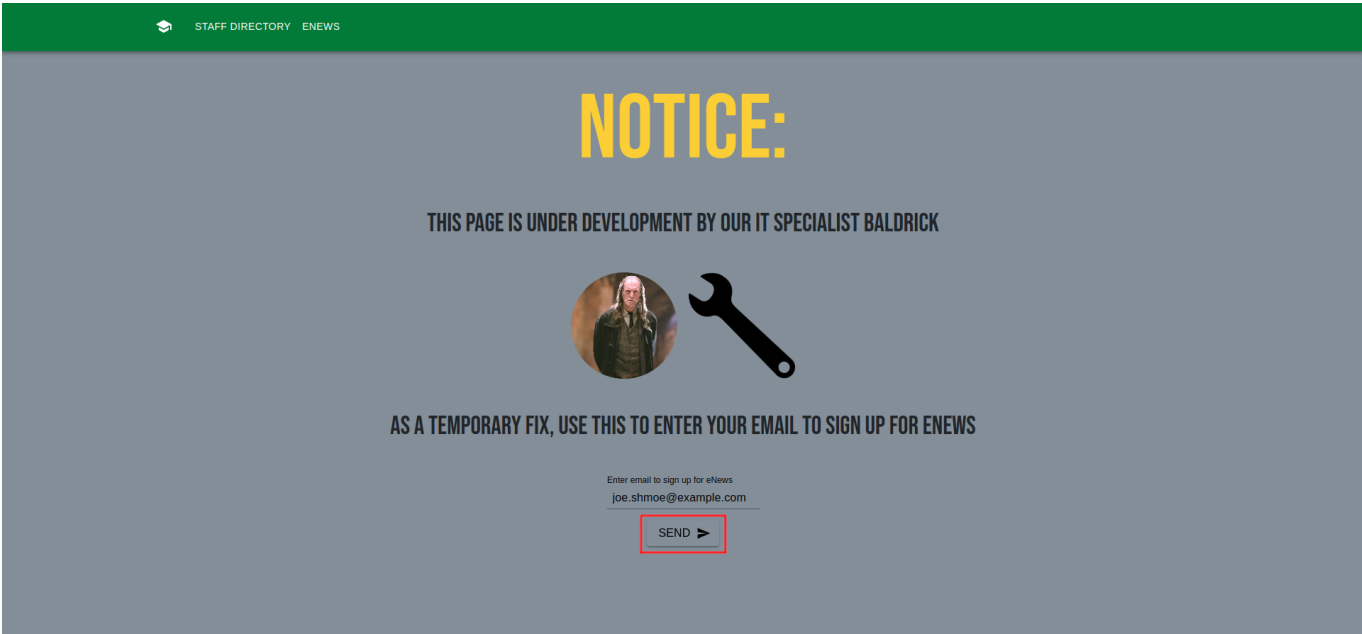 STAFF DIRECTORY ENEWS
NOTICE:
THIS PAGE IS UNDER DEVELOPMENT BY OUR IT SPECIALIST BALDRICK
AS A TEMPORARY FIX, USE THIS TO ENTER YOUR EMAIL TO SIGN UP FOR ENEWS
Enter email to sign up for eNews
joe.shmoe@example.com
SEND